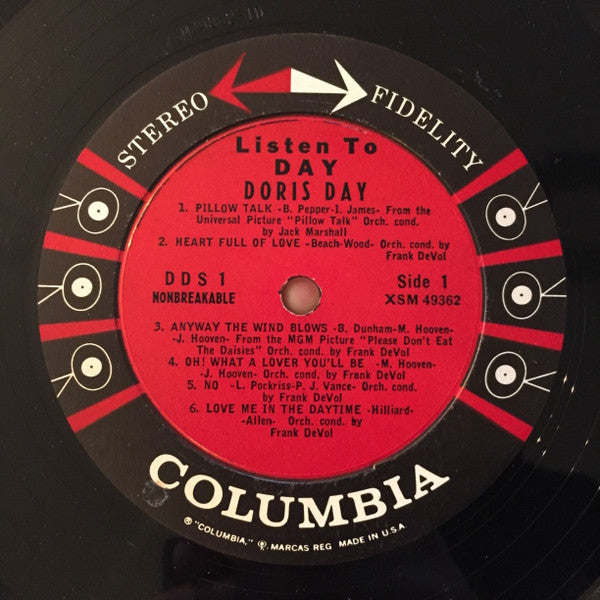 STEREO FIDELITY
Listen To
DAY
DORIS DAY
1. PILLOW TALK -B. Pepper-I. James- From the
Universal Picture "Pillow Talk" Orch. cond.
by Jack Marshall
2. HEART FULL OF LOVE -Beach-Wood- Orch. cond. by
Frank DeVol
DDS 1
NONBREAKABLE
Side 1
XSM 49362
3. ANYWAY THE WIND BLOWS -B. Dunham-M. Hooven-
-J. Hooven- From the MGM Picture "Please Don't Eat
The Daisies" Orch. cond. by Frank DeVol
4. OH! WHAT A LOVER YOU'LL BE -M. Hooven-
-J. Hooven- Orch. cond. by Frank DeVol
5. NO -L. Pockriss-P. J. Vance- Orch. cond.
by Frank DeVol
6. LOVE ME IN THE DAYTIME -Hilliard-
-Allen- Orch. cond. by
Frank DeVol
COLUMBIA
® "COLUMBIA," MARCAS REG MADE IN U.S.A